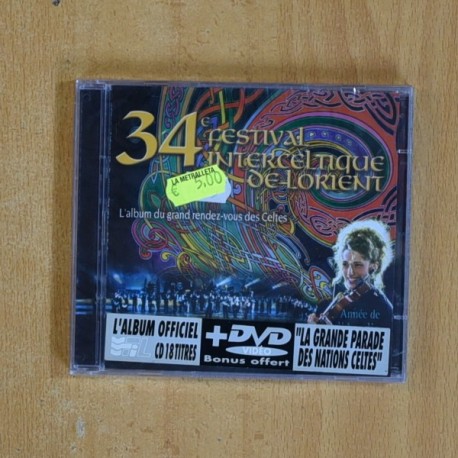 34E FESTIVAL
INTERCELTIQUE
DE LORIENT
LA METRALLETA
€ 5,00
L'album du grand rendez-vous des Celtes
Année de
L'ALBUM OFFICIEL
CD 18 TITRES
+DVD
VIDEO
Bonus offert
"LA GRANDE PARADE
DES NATIONS CELTES"